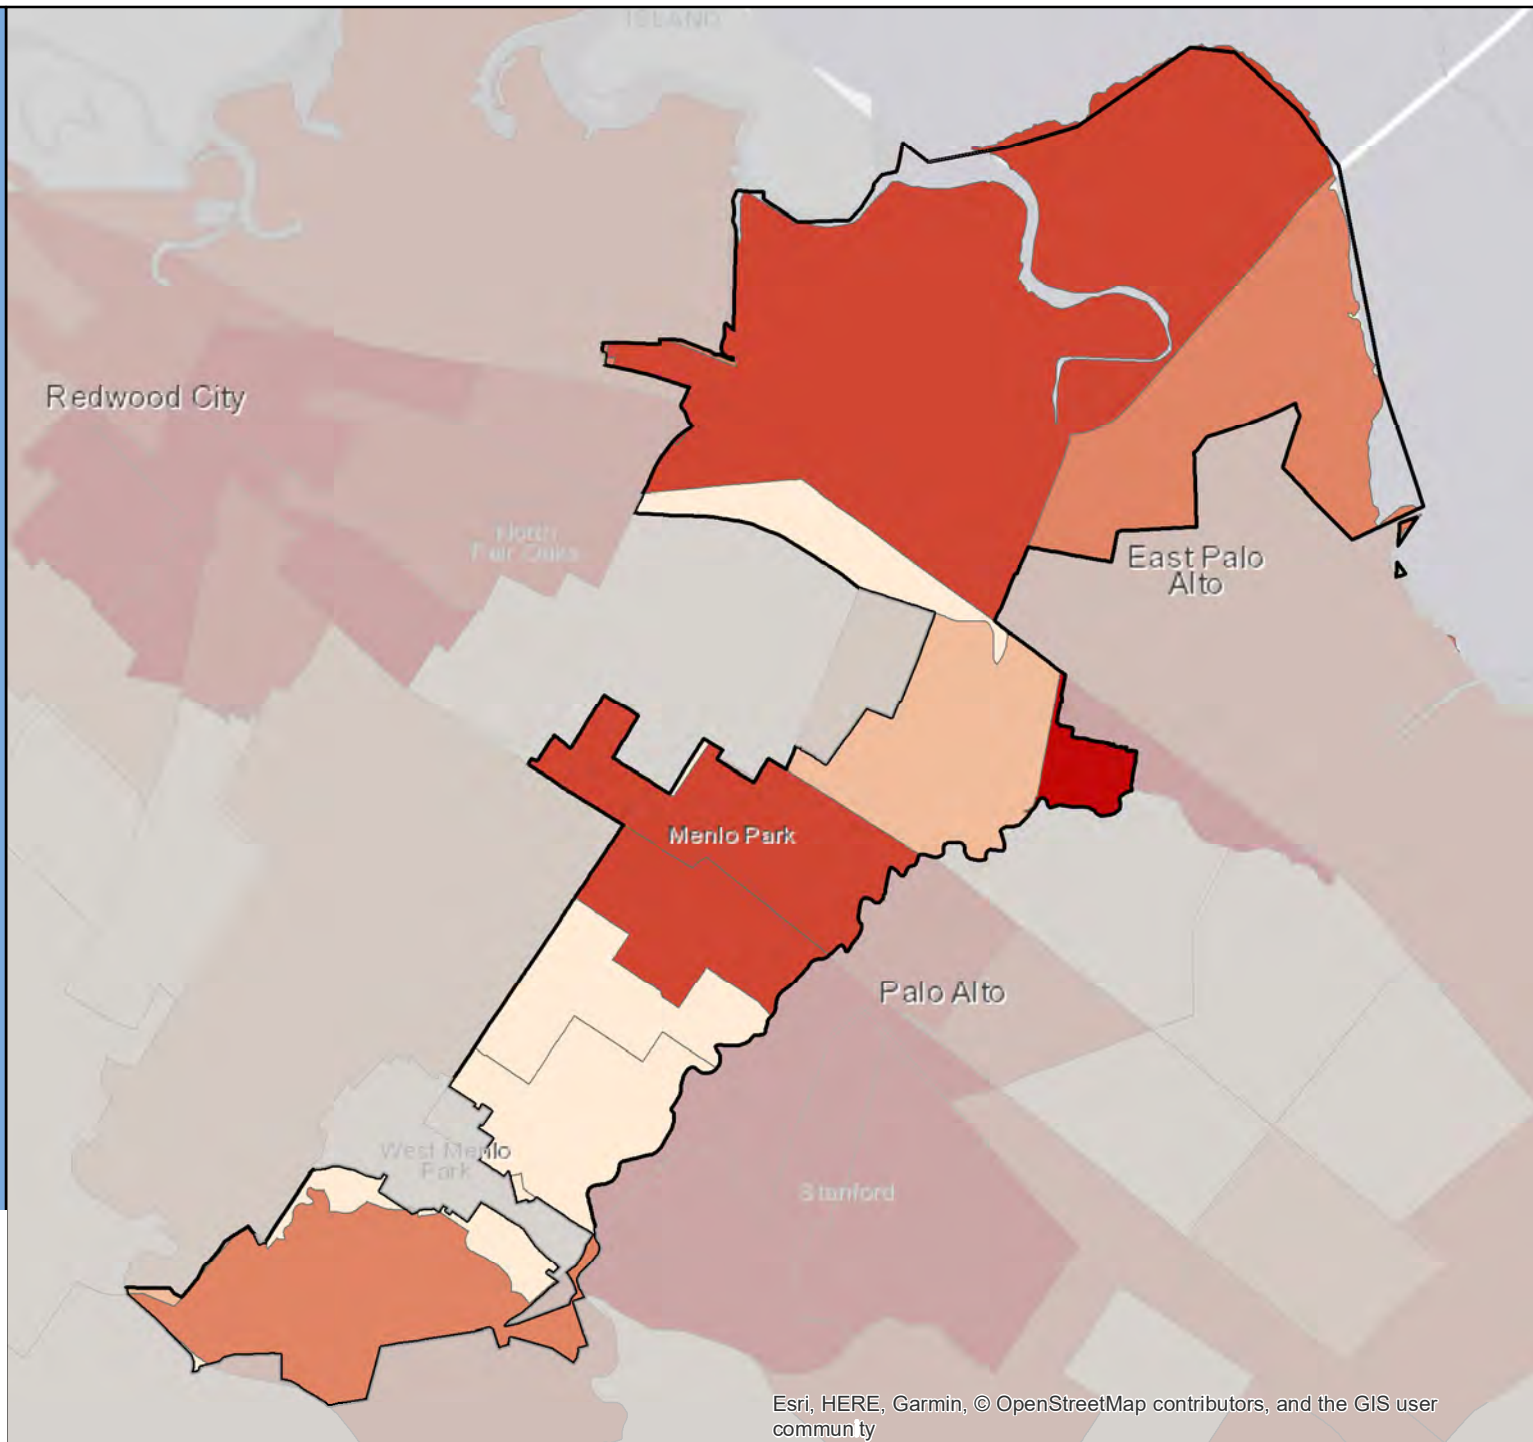 ISLAND
Redwood City
North
Fair Oaks
East Palo
Alto
Menlo Park
Palo Alto
West Menlo
Park
Stanford
Esri, HERE, Garmin, © OpenStreetMap contributors, and the GIS user
commun ty